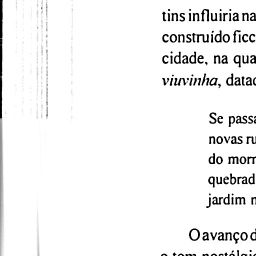 tins influiria na
construído ficc
cidade, na qua
viuvinha, datad
Se passa
novas ru
do morr
quebrad
jardim n
O avanço d
o tom nostálgic